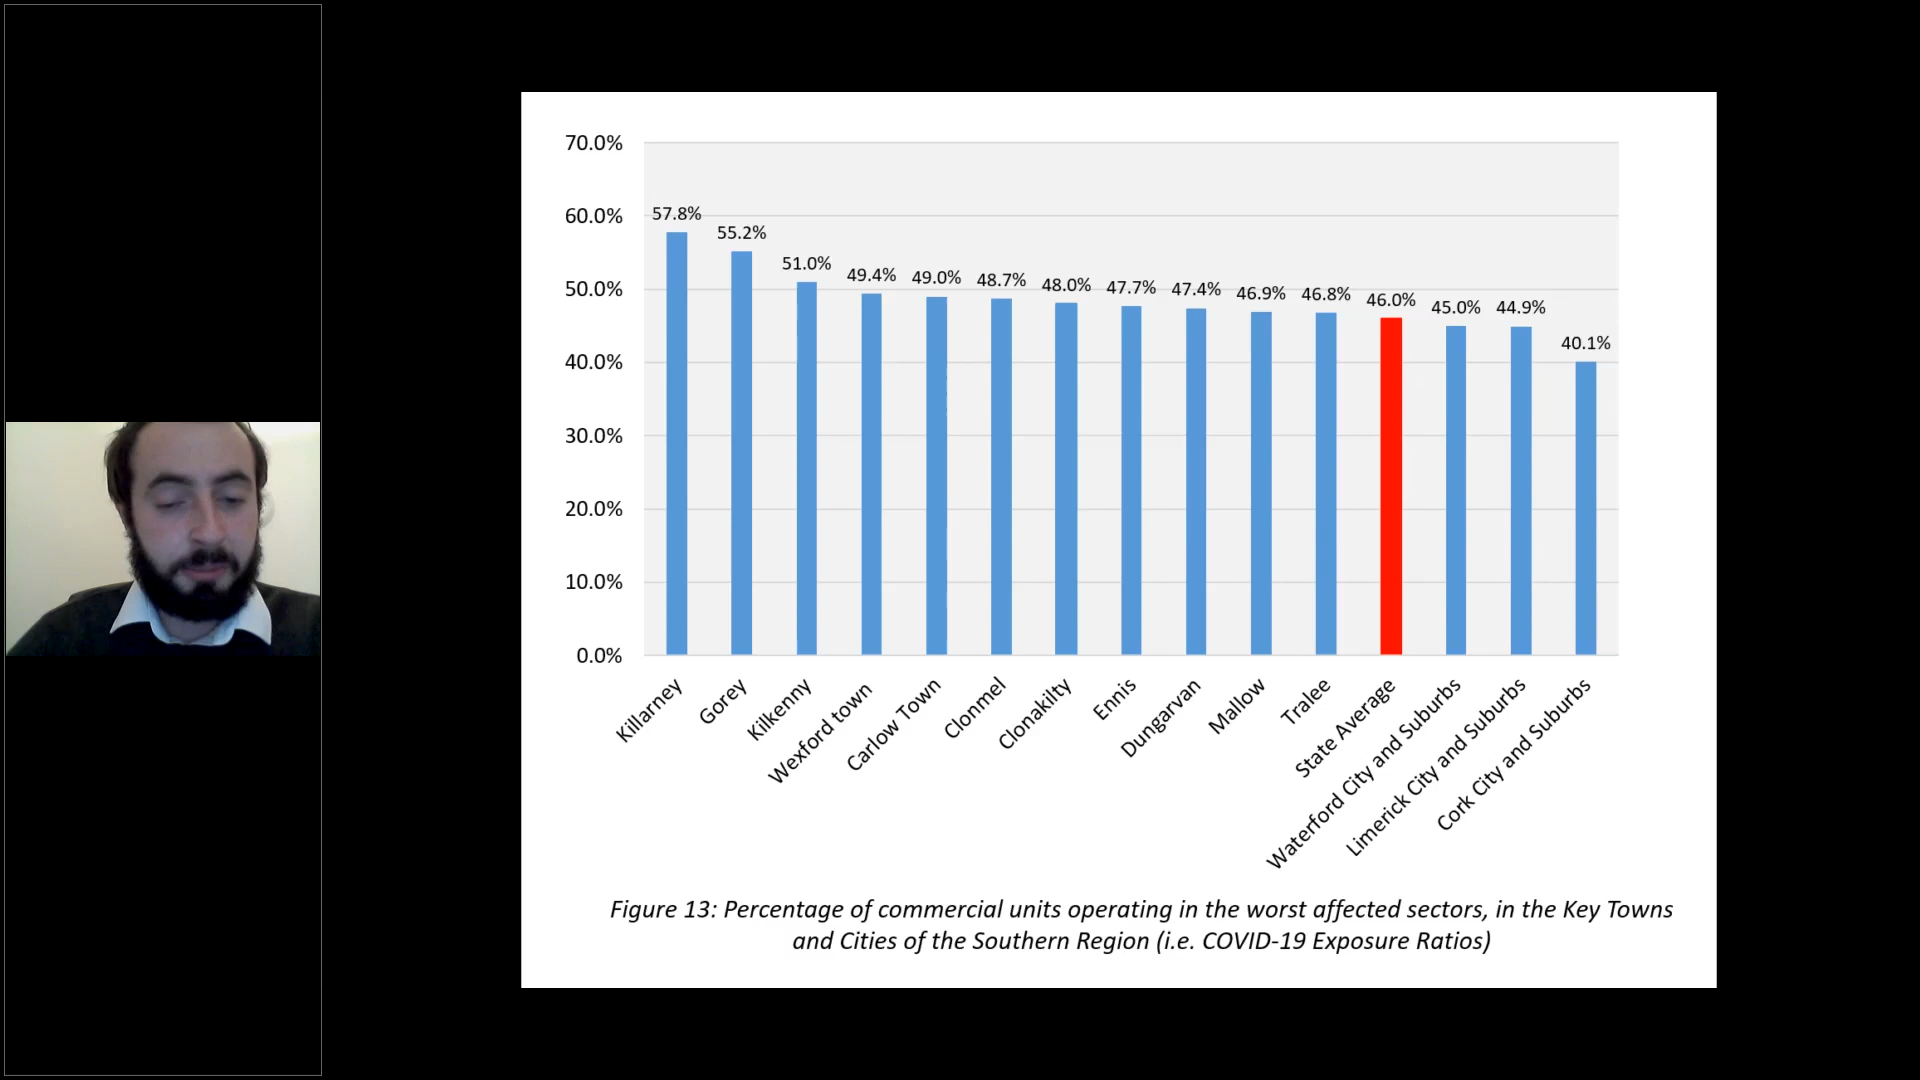 70.0%
60.0%
50.0%
40.0%
30.0%
20.0%
10.0%
0.0%
57.8%
55.2%
51.0%
49.4%
49.0%
48.7%
48.0%
47.7%
47.4%
46.9%
46.8%
46.0%
45.0%
44.9%
40.1%
Killarney
Gorey
Kilkenny
Wexford town
Carlow Town
Clonmel
Clonakilty
Ennis
Dungarvan
Mallow
Tralee
State Average
Waterford City and Suburbs
Limerick City and Suburbs
Cork City and Suburbs
Figure 13: Percentage of commercial units operating in the worst affected sectors, in the Key Towns
and Cities of the Southern Region (i.e. COVID-19 Exposure Ratios)